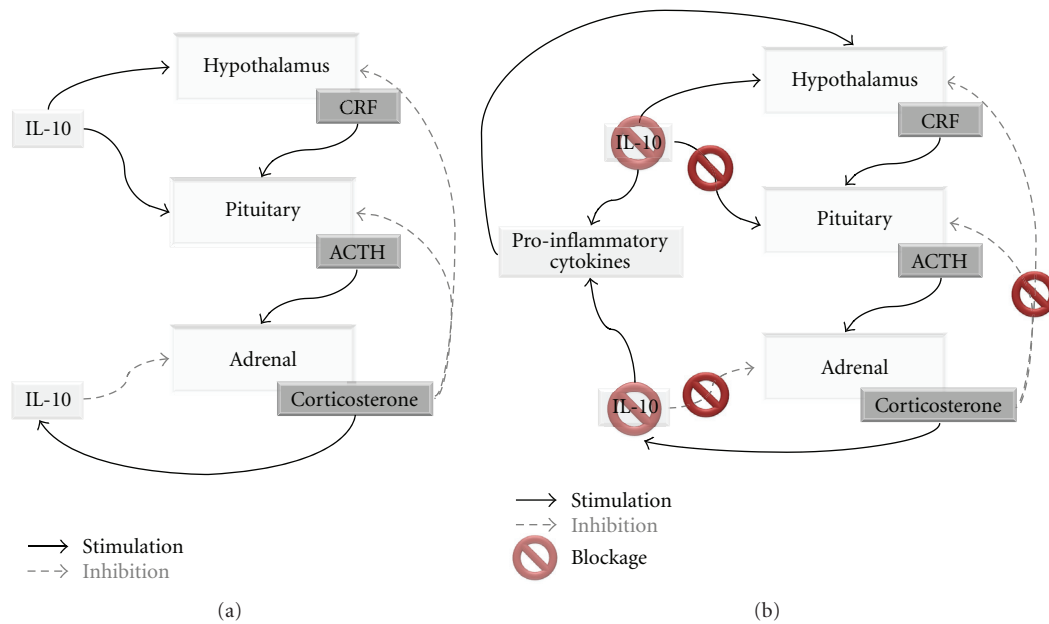 Hypothalamus
CRF
IL-10
Pituitary
ACTH
Adrenal
IL-10
Corticosterone
Stimulation
Inhibition
(a)
Hypothalamus
CRF
IL-10
Pituitary
Pro-inflammatory
cytokines
ACTH
Adrenal
IL-10
Corticosterone
Stimulation
Inhibition
Blockage
(b)